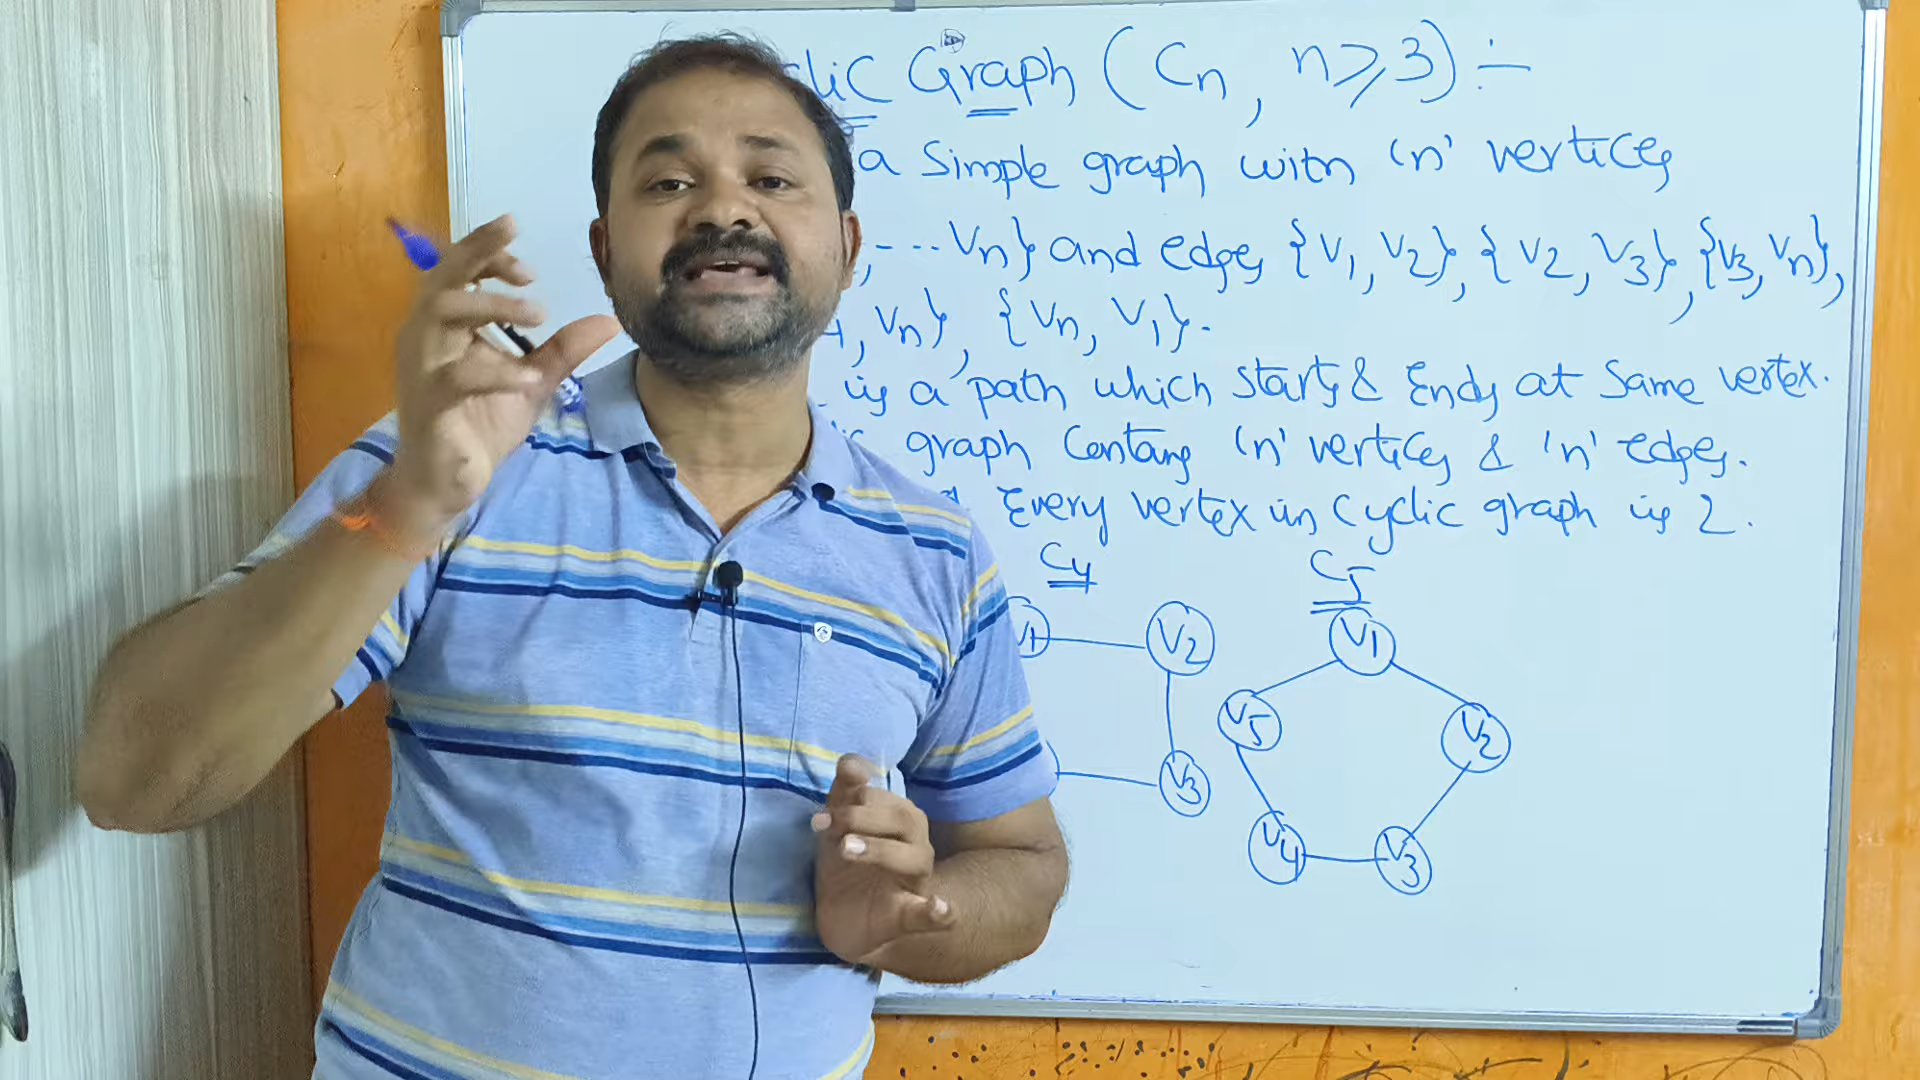 Graph (Cn, n≥3) :-
a Simple graph with 'n' vertices
, --.. Vn} and edges {V1, V2}, {V2, V3}, {V3, Vn},
, Vn}, {Vn, V1}.
is a path which starts & Ends at Same vertex.
graph Contains 'n' vertices & 'n' edges.
Every vertex in Cyclic graph is 2.
C4
C5
V1
V2
V3
V1
V5
V2
V4
V3